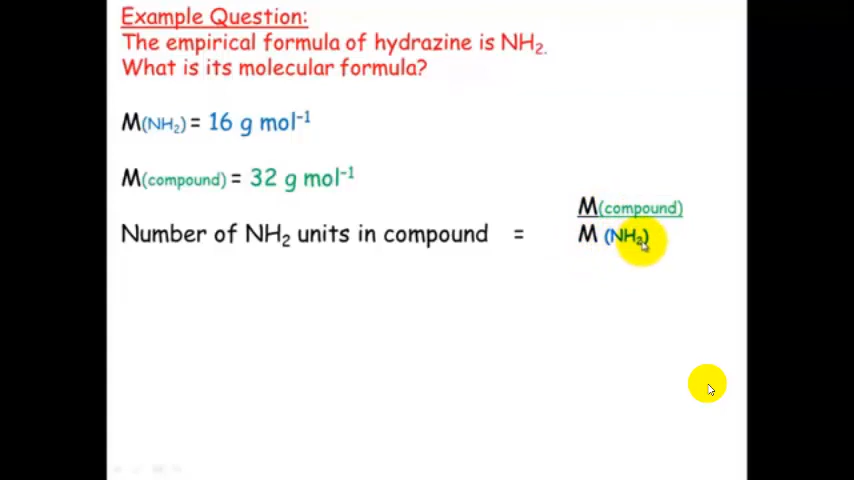 Example Question:
The empirical formula of hydrazine is NH₂.
What is its molecular formula?
M(NH₂) = 16 g mol⁻¹
M(compound) = 32 g mol⁻¹
M(compound)
Number of NH₂ units in compound = M (NH₂)